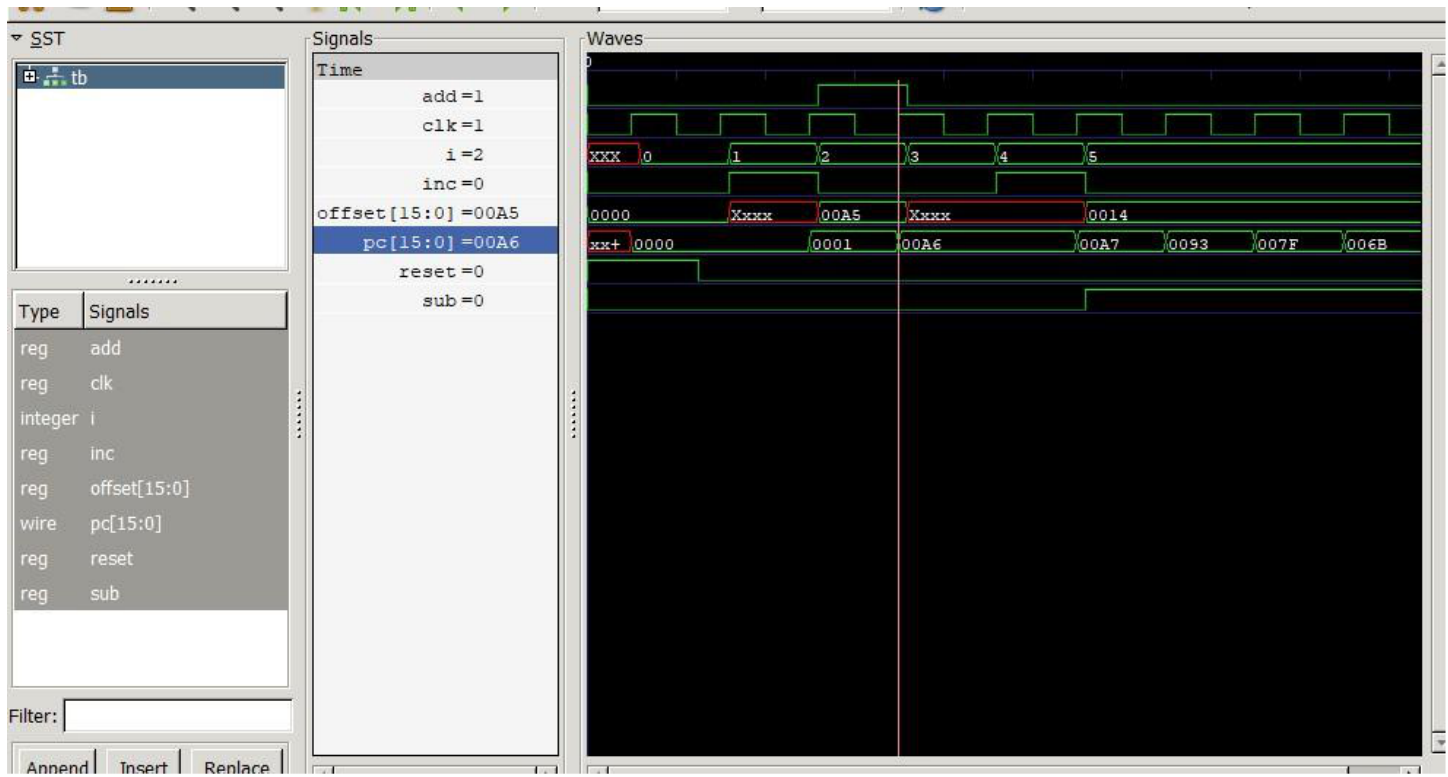 SST
tb
Type Signals
reg add
reg clk
integer i
reg inc
reg offset[15:0]
wire pc[15:0]
reg reset
reg sub
Filter:
Append Insert Replace
Signals
Time
add =1
clk =1
i =2
inc =0
offset[15:0] =00A5
pc[15:0] =00A6
reset =0
sub =0
Waves
xxx 0 1 2 3 4 5
0000 Xxxx 00A5 Xxxx 0014
xx+ 0000 0001 00A6 00A7 0093 007F 006B